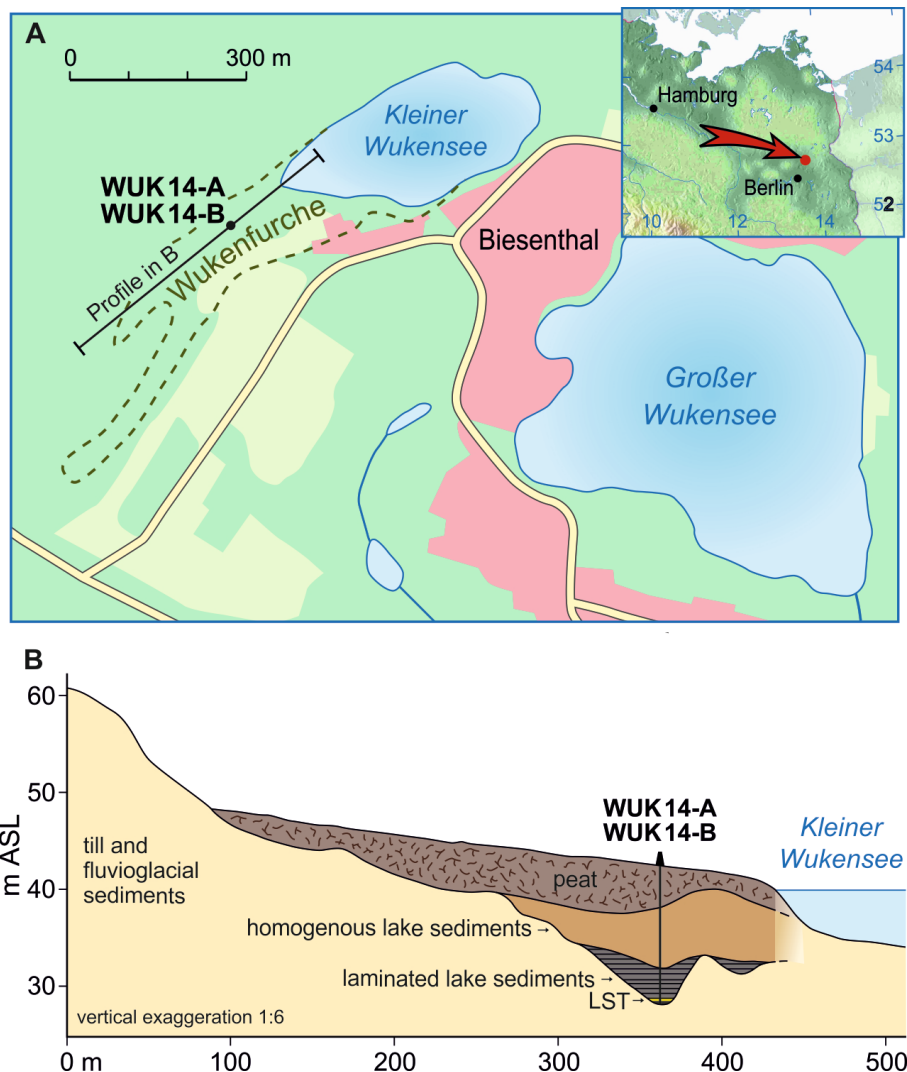 A
0 300 m
Kleiner
Wukensee
WUK14-A
WUK14-B
Profile in B
Wukenfurche
Biesenthal
Großer
Wukensee
Hamburg
Berlin
54
53
52
10 12 14
B
m ASL
60
50
40
30
till and
fluvioglacial
sediments
WUK14-A
WUK14-B
Kleiner
Wukensee
peat
homogenous lake sediments
laminated lake sediments
LST
vertical exaggeration 1:6
0 m 100 200 300 400 500